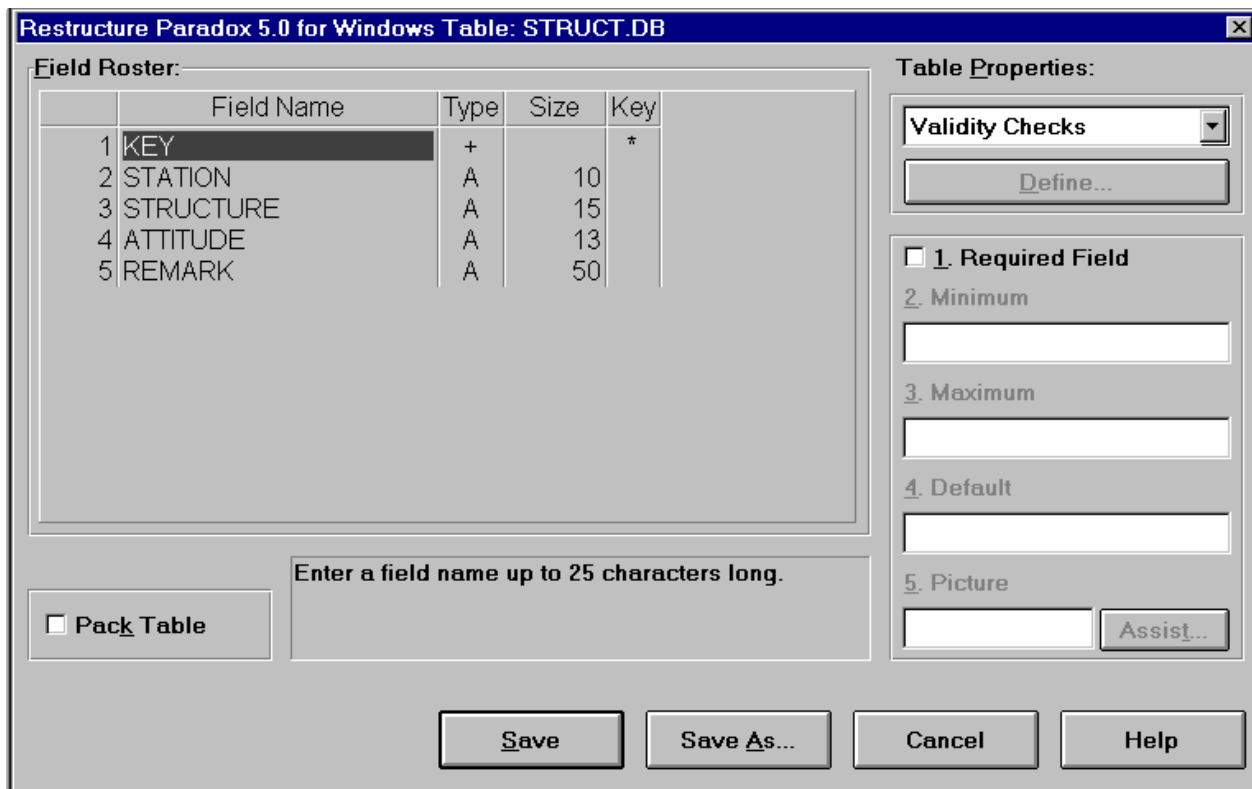 Restructure Paradox 5.0 for Windows Table: STRUCT.DB
Field Roster:
Field Name Type Size Key
1 KEY + *
2 STATION A 10
3 STRUCTURE A 15
4 ATTITUDE A 13
5 REMARK A 50
Pack Table
Enter a field name up to 25 characters long.
Table Properties:
Validity Checks
Define...
1. Required Field
2. Minimum
3. Maximum
4. Default
5. Picture
Assist...
Save Save As... Cancel Help